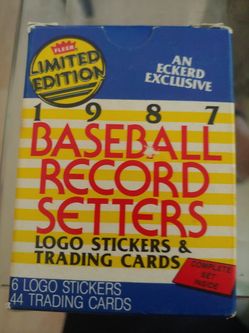 FLEER
LIMITED
EDITION
AN
ECKERD
EXCLUSIVE
1987
BASEBALL
RECORD
SETTERS
LOGO STICKERS &
TRADING CARDS
COMPLETE
SET
INSIDE
6 LOGO STICKERS
44 TRADING CARDS